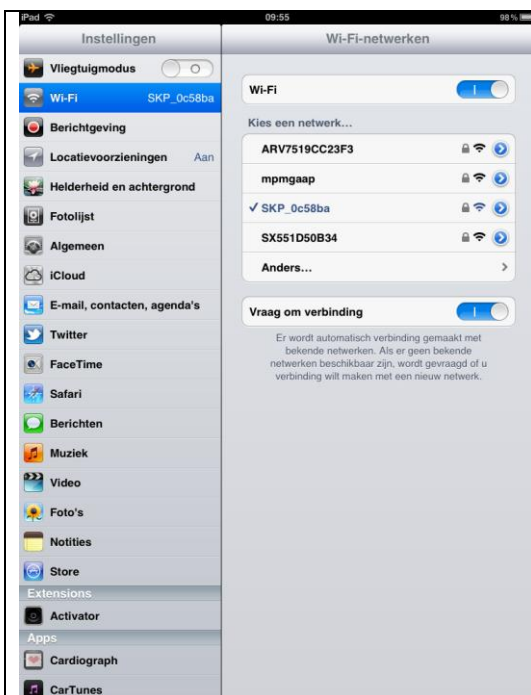 iPad 09:55 98%
Instellingen
Vliegtuigmodus
Wi-Fi SKP_0c58ba
Berichtgeving
Locatievoorzieningen Aan
Helderheid en achtergrond
Fotolijst
Algemeen
iCloud
E-mail, contacten, agenda's
Twitter
FaceTime
Safari
Berichten
Muziek
Video
Foto's
Notities
Store
Extensions
Activator
Apps
Cardiograph
CarTunes
Wi-Fi-netwerken
Wi-Fi
Kies een netwerk...
ARV7519CC23F3
mpmgaap
SKP_0c58ba
SX551D50B34
Anders...
Vraag om verbinding
Er wordt automatisch verbinding gemaakt met
bekende netwerken. Als er geen bekende
netwerken beschikbaar zijn, wordt gevraagd of u
verbinding wilt maken met een nieuw netwerk.